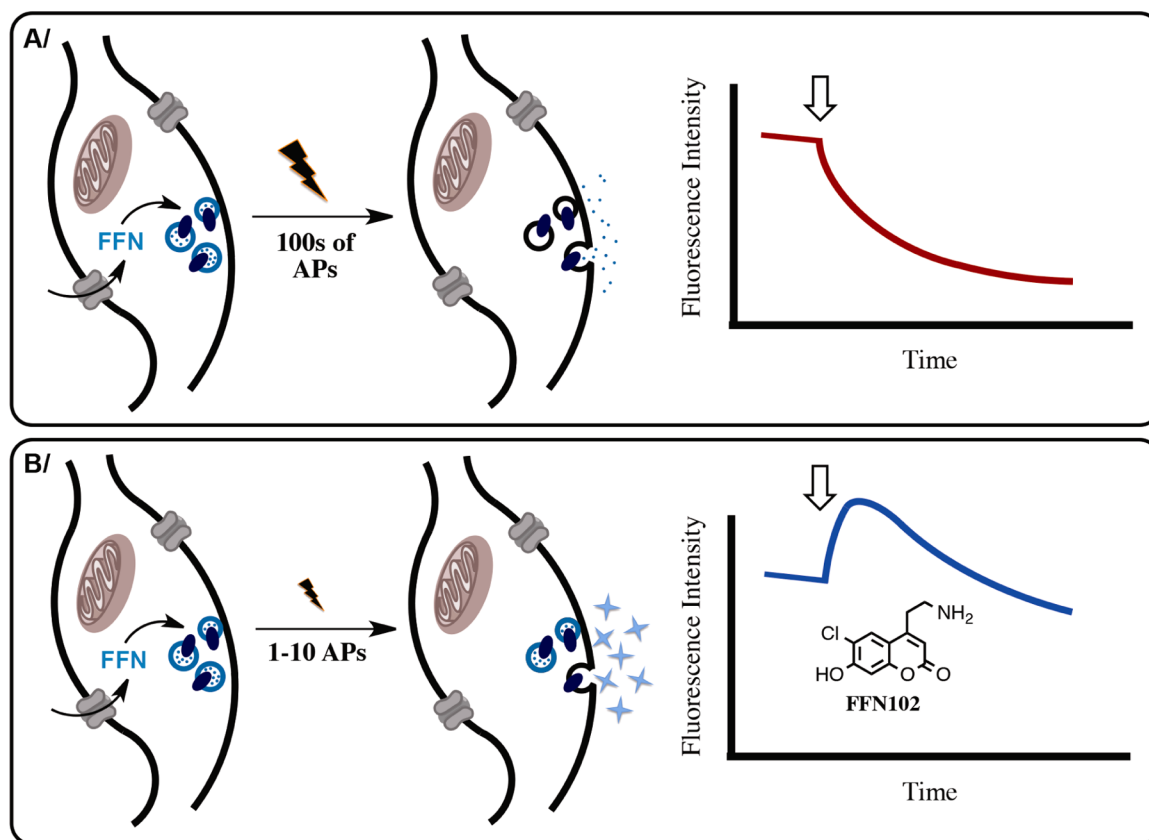 A/
FFN
100s of
APs
Fluorescence Intensity
Time
B/
FFN
1-10 APs
Fluorescence Intensity
NH2
Cl
HO
O
O
FFN102
Time